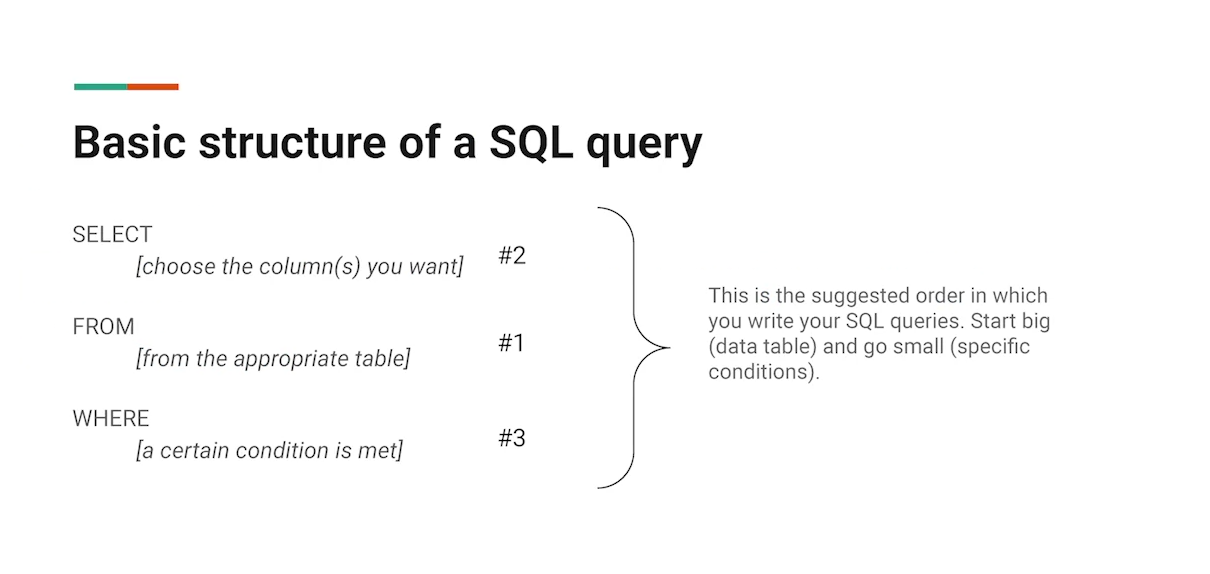 Basic structure of a SQL query
SELECT
[choose the column(s) you want]
#2
FROM
[from the appropriate table]
#1
WHERE
[a certain condition is met]
#3
This is the suggested order in which
you write your SQL queries. Start big
(data table) and go small (specific
conditions).